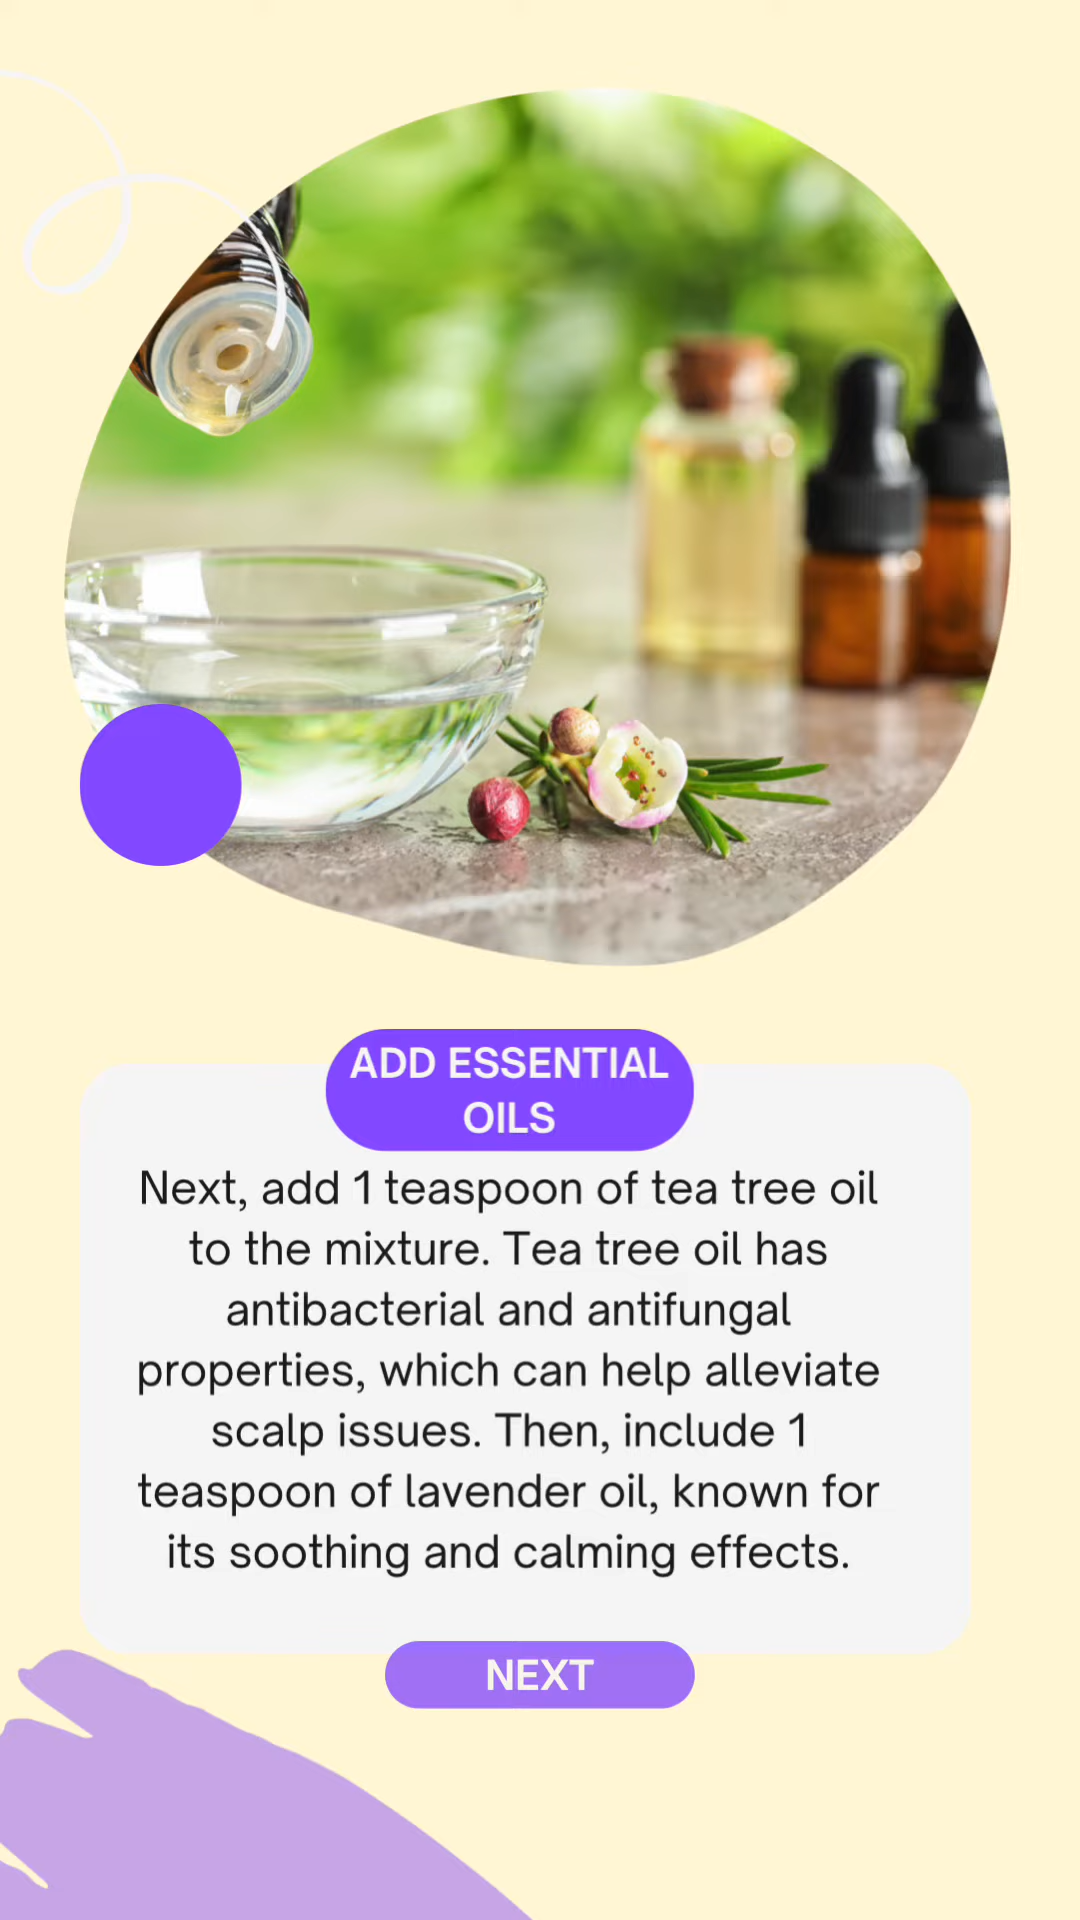 ADD ESSENTIAL
OILS
Next, add 1 teaspoon of tea tree oil
to the mixture. Tea tree oil has
antibacterial and antifungal
properties, which can help alleviate
scalp issues. Then, include 1
teaspoon of lavender oil, known for
its soothing and calming effects.
NEXT